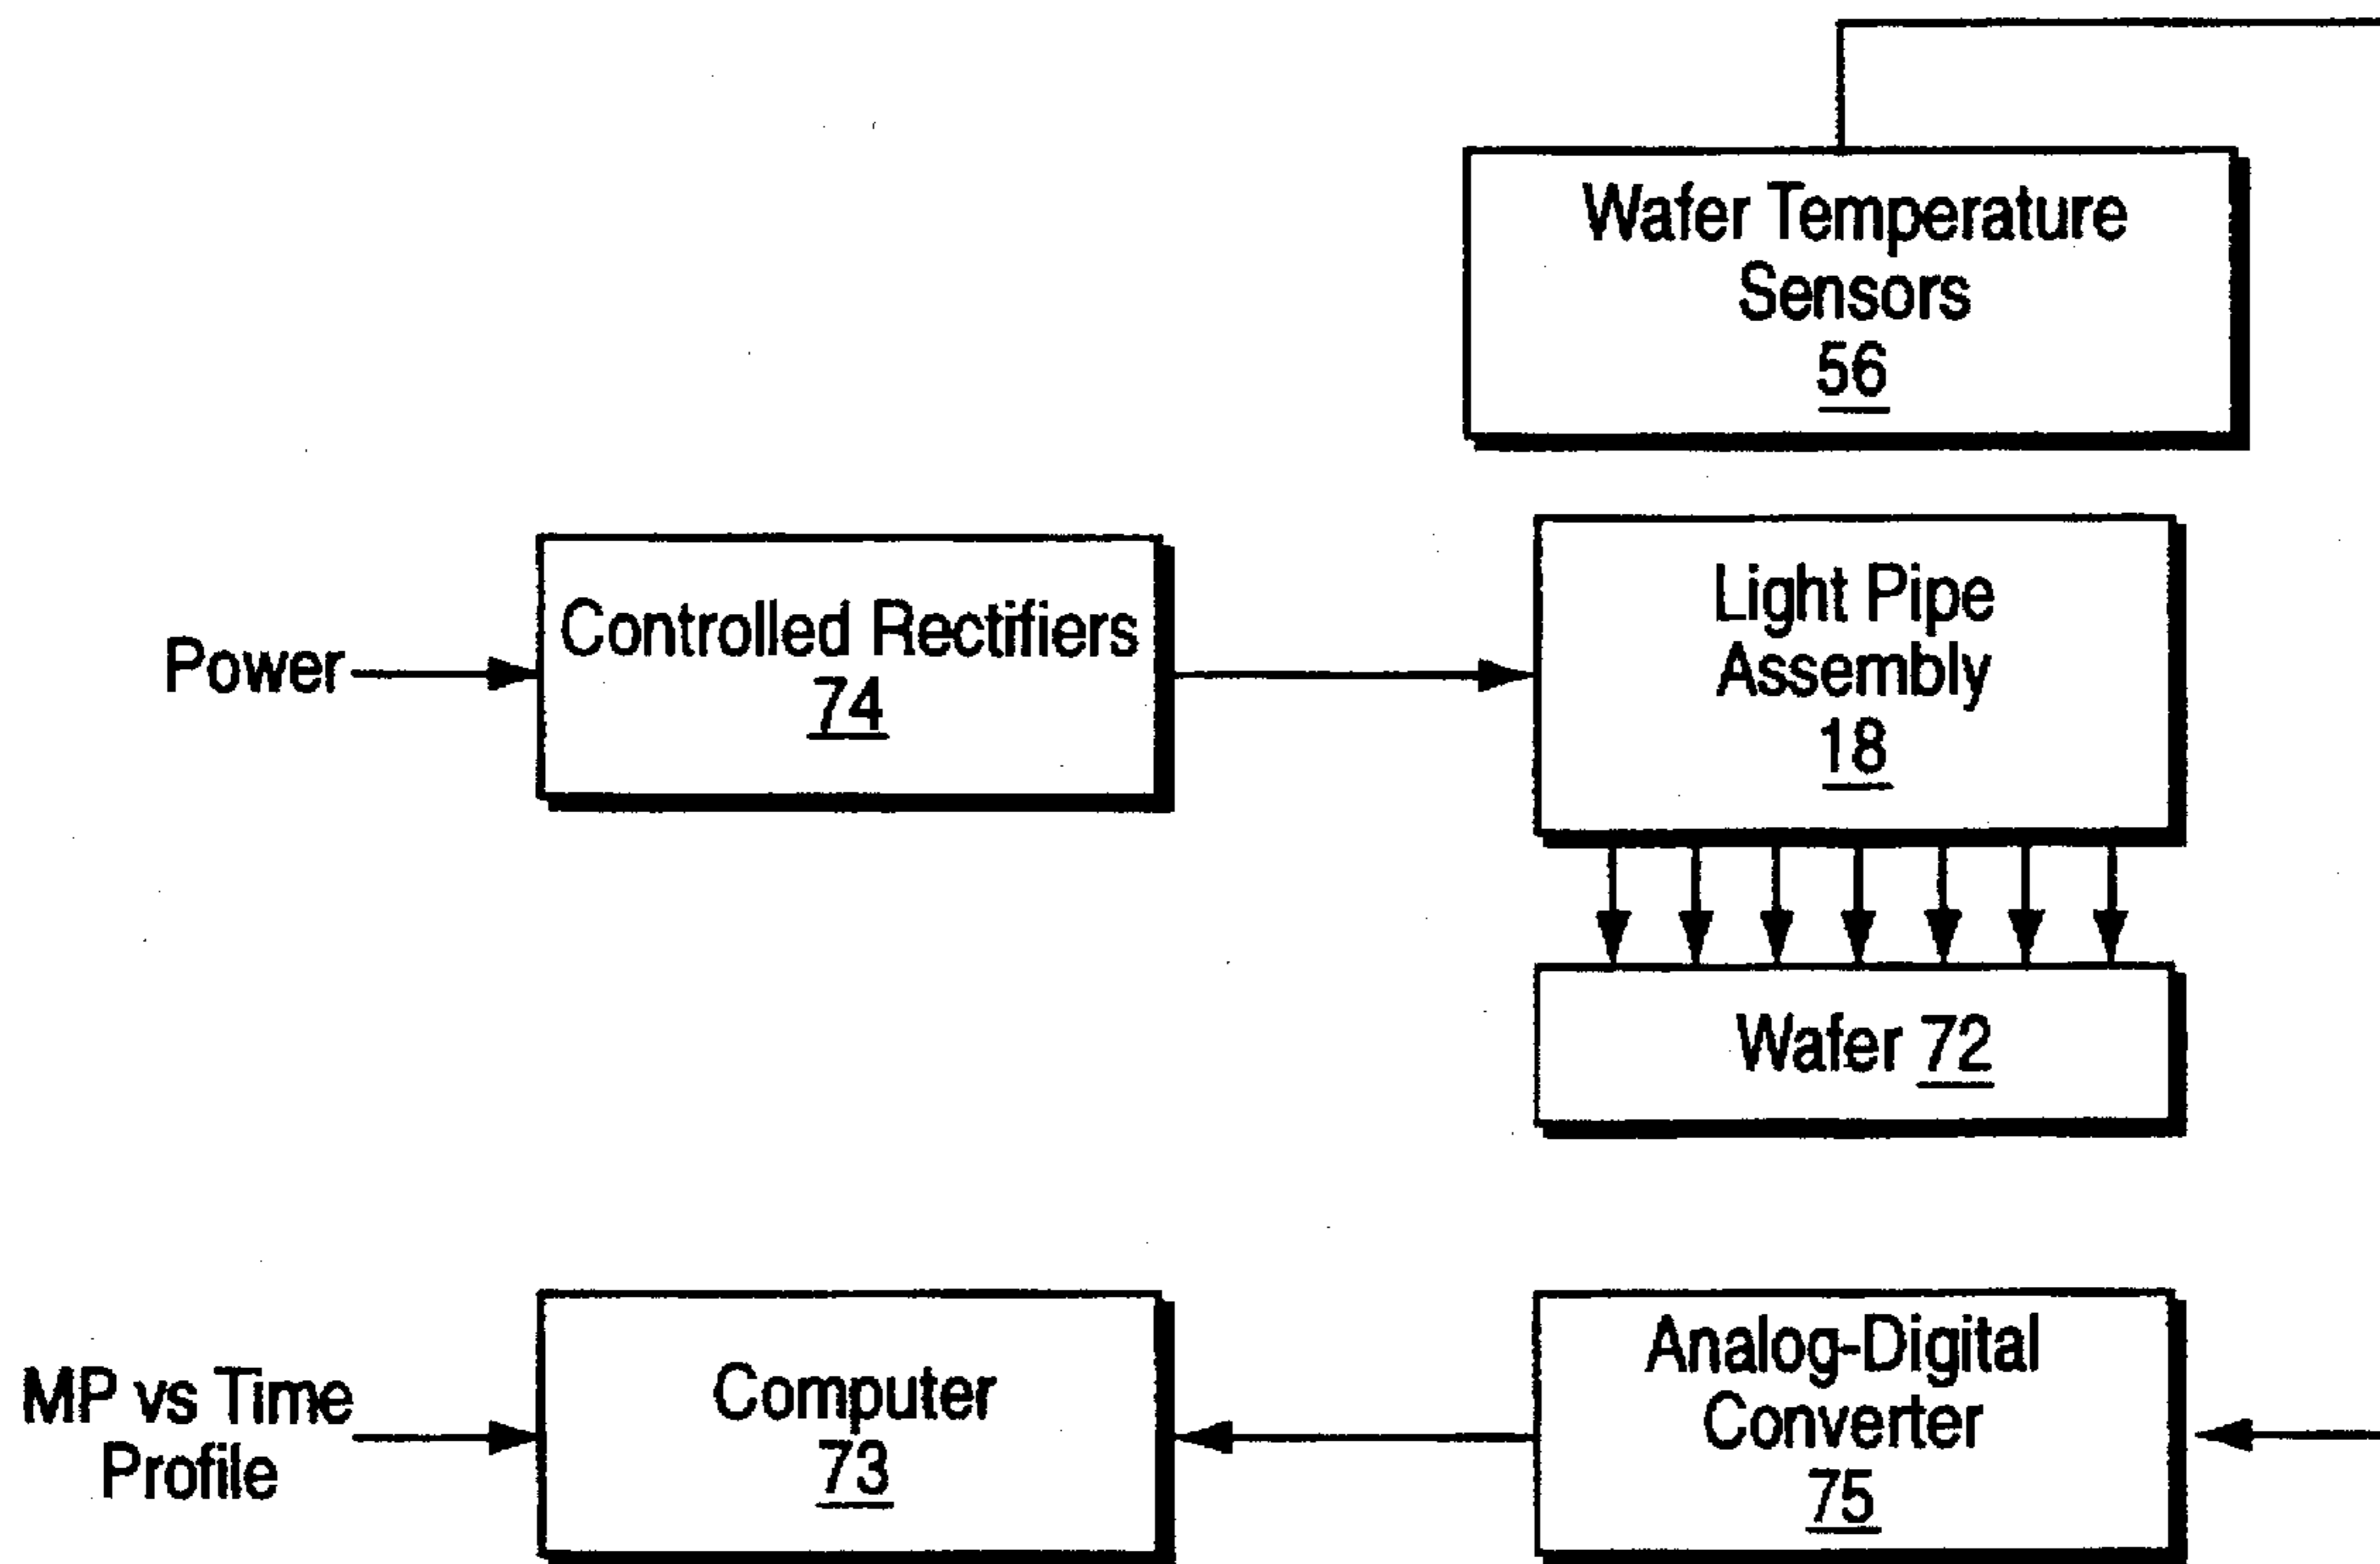 Wafer Temperature
Sensors
56
Power
Controlled Rectifiers
74
Light Pipe
Assembly
18
Wafer 72
MP vs Time
Profile
Computer
73
Analog-Digital
Converter
75